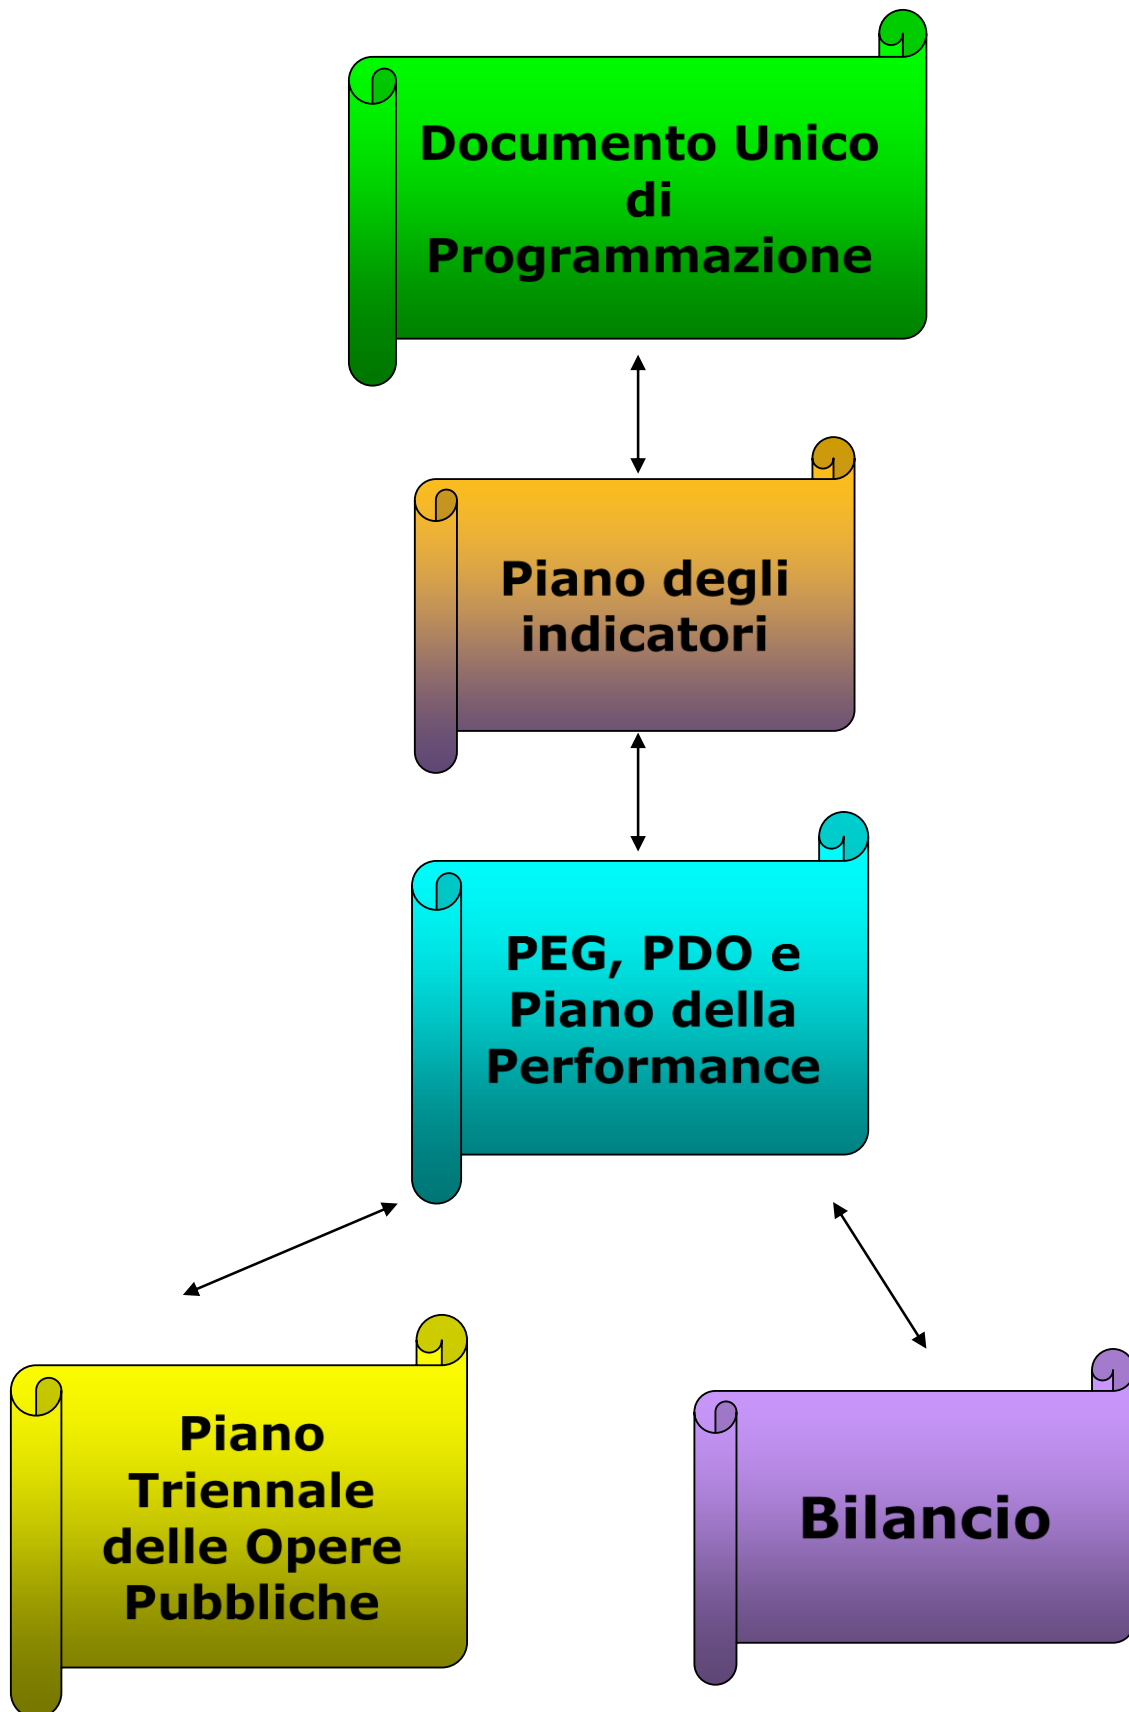 Documento Unico
di
Programmazione
Piano degli
indicatori
PEG, PDO e
Piano della
Performance
Piano
Triennale
delle Opere
Pubbliche
Bilancio